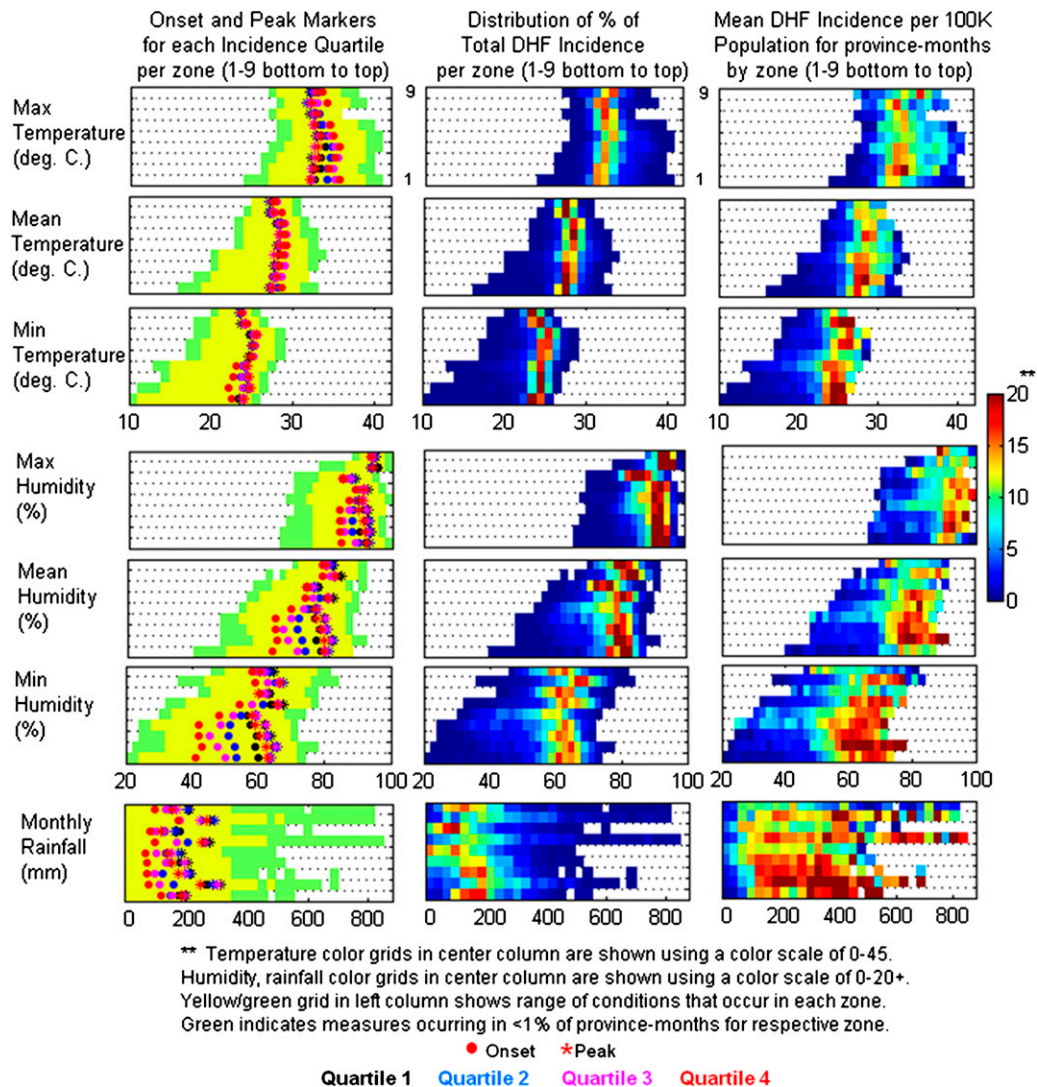 Onset and Peak Markers
for each Incidence Quartile
per zone (1-9 bottom to top)
Distribution of % of
Total DHF Incidence
per zone (1-9 bottom to top)
Mean DHF Incidence per 100K
Population for province-months
by zone (1-9 bottom to top)
Max
Temperature
(deg. C.)
9
1
9
1
Mean
Temperature
(deg. C.)
Min
Temperature
(deg. C.)
10 20 30 40
10 20 30 40
10 20 30 40
**
20
15
10
5
0
Max
Humidity
(%)
Mean
Humidity
(%)
Min
Humidity
(%)
20 40 60 80 100
20 40 60 80 100
20 40 60 80 100
Monthly
Rainfall
(mm)
0 200 400 600 800
0 200 400 600 800
0 200 400 600 800
** Temperature color grids in center column are shown using a color scale of 0-45.
Humidity, rainfall color grids in center column are shown using a color scale of 0-20+.
Yellow/green grid in left column shows range of conditions that occur in each zone.
Green indicates measures ocurring in <1% of province-months for respective zone.
Onset *Peak
Quartile 1 Quartile 2 Quartile 3 Quartile 4